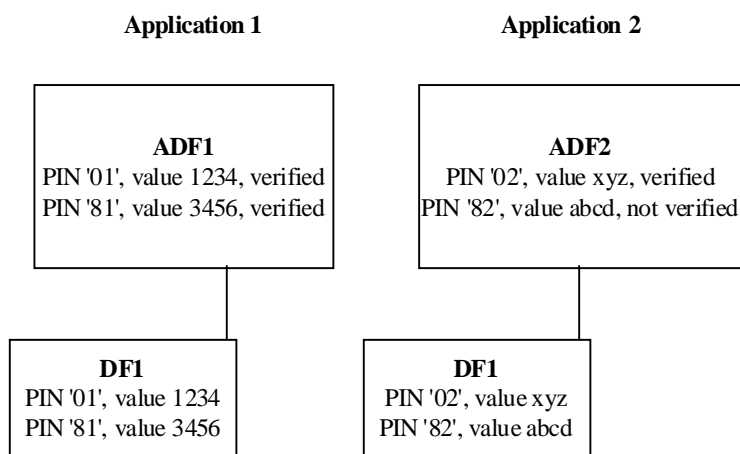 Application 1
Application 2
ADF1
PIN '01', value 1234, verified
PIN '81', value 3456, verified
ADF2
PIN '02', value xyz, verified
PIN '82', value abcd, not verified
DF1
PIN '01', value 1234
PIN '81', value 3456
DF1
PIN '02', value xyz
PIN '82', value abcd